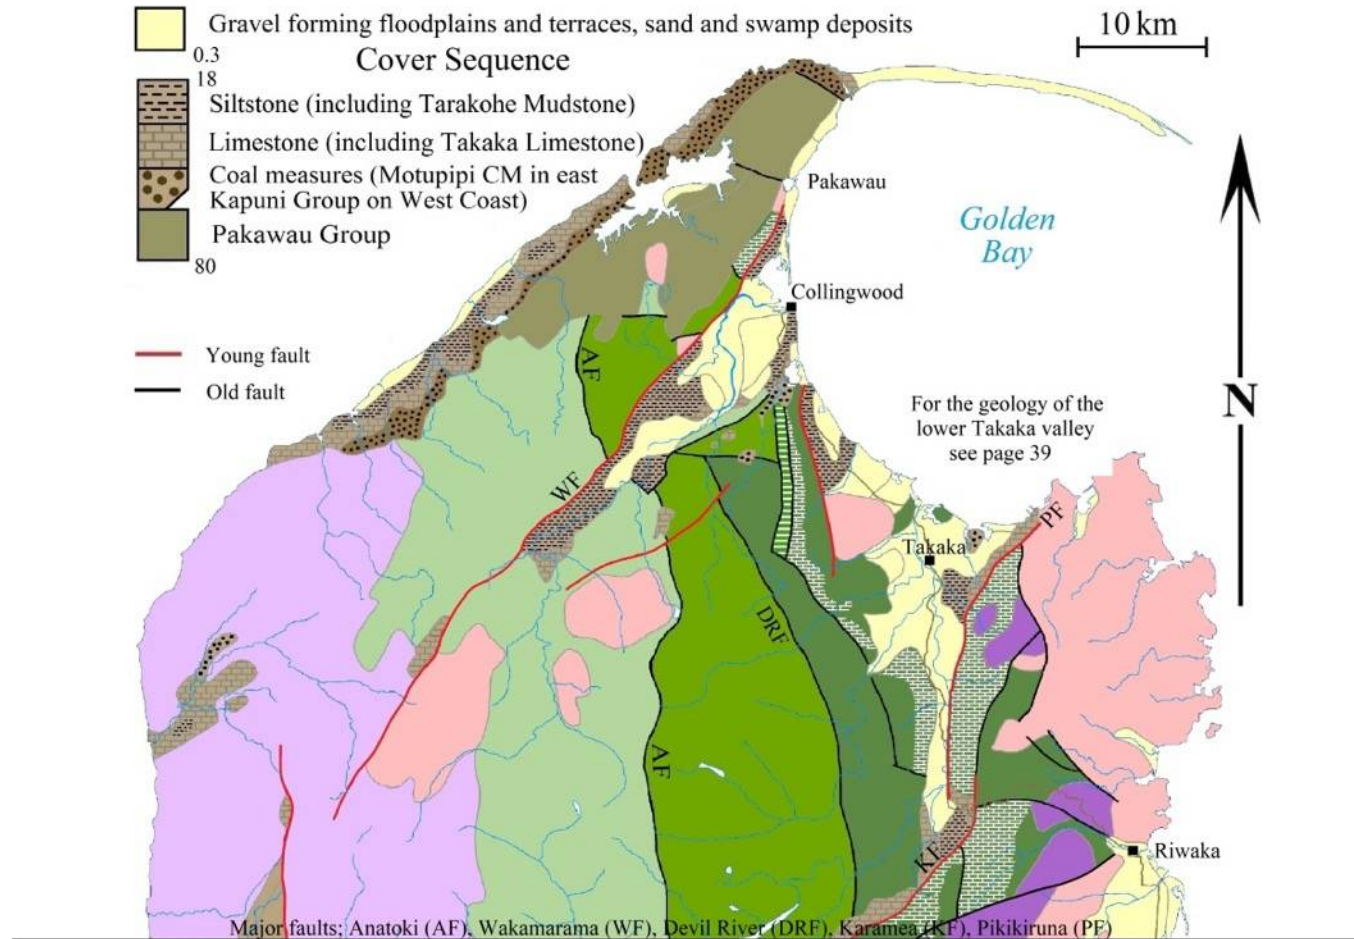 Gravel forming floodplains and terraces, sand and swamp deposits
0.3
Cover Sequence
18
Siltstone (including Tarakohe Mudstone)
Limestone (including Takaka Limestone)
Coal measures (Motupipi CM in east
Kapuni Group on West Coast)
Pakawau Group
80
Young fault
Old fault
10 km
Pakawau
Golden
Bay
Collingwood
AF
For the geology of the
lower Takaka valley
see page 39
N
WF
PF
Takaka
DRF
AF
KF
Riwaka
Major faults; Anatoki (AF), Wakamarama (WF), Devil River (DRF), Karamea (KF), Pikikiruna (PF)